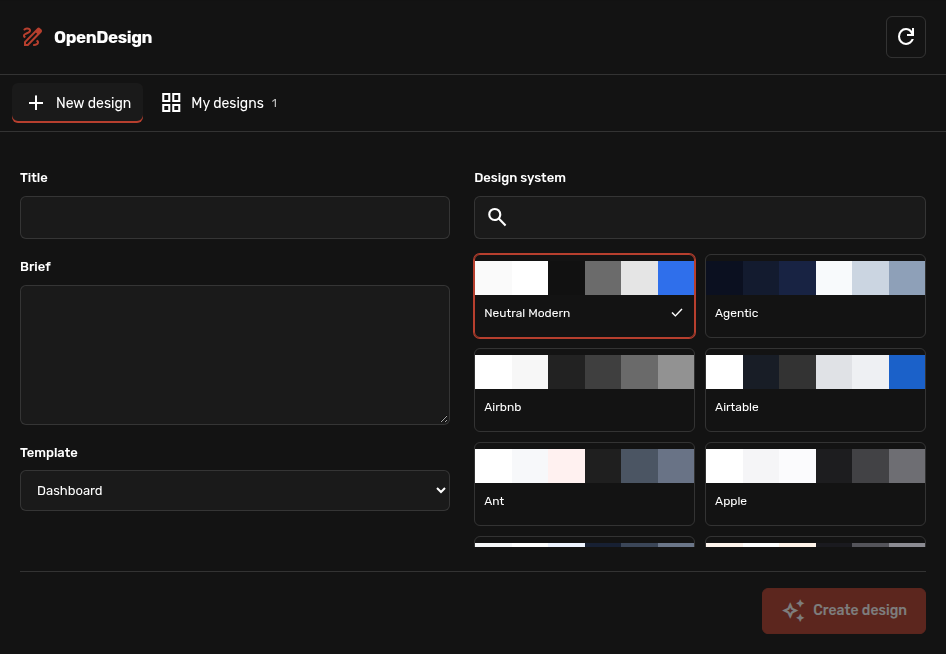 OpenDesign
New design
My designs 1
Title
Design system
Neutral Modern
Agentic
Brief
Airbnb
Airtable
Template
Dashboard
Ant
Apple
Create design